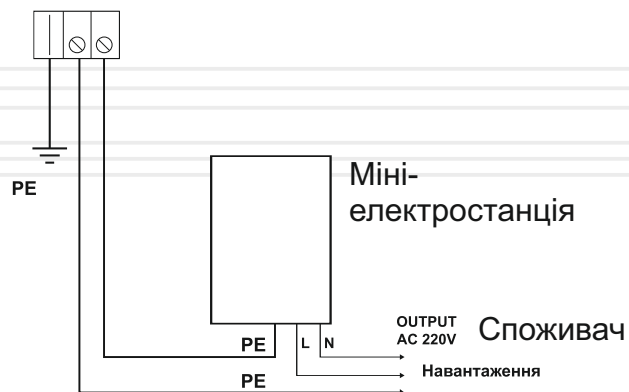 PE
Міні-
електростанція
OUTPUT
AC 220V
Споживач
PE
L N
Навантаження
PE